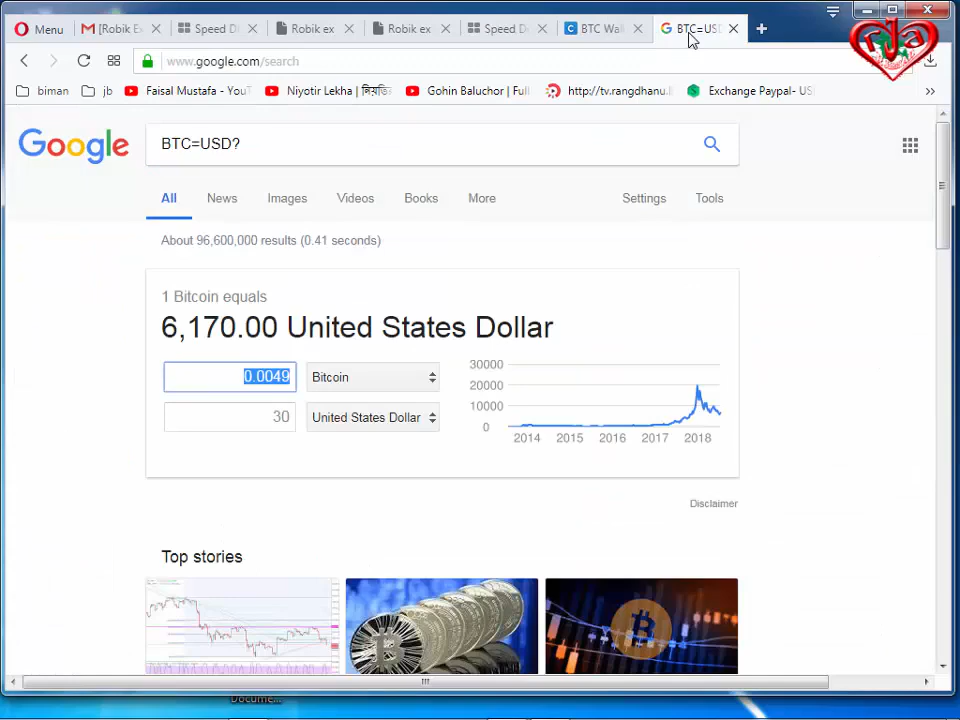 Menu
[Robik E
Speed D
Robik ex
Robik ex
Speed D
BTC Wal
BTC=USD
www.google.com/search
biman
jb
Faisal Mustafa - YouT
Niyotir Lekha | নিয়তি
Gohin Baluchor | Full
http://tv.rangdhanu.
Exchange Paypal- US
rja
Google
BTC=USD?
All
News
Images
Videos
Books
More
Settings
Tools
About 96,600,000 results (0.41 seconds)
1 Bitcoin equals
6,170.00 United States Dollar
0.0049
Bitcoin
30
United States Dollar
30000
20000
10000
0
2014
2015
2016
2017
2018
Disclaimer
Top stories
Docume...